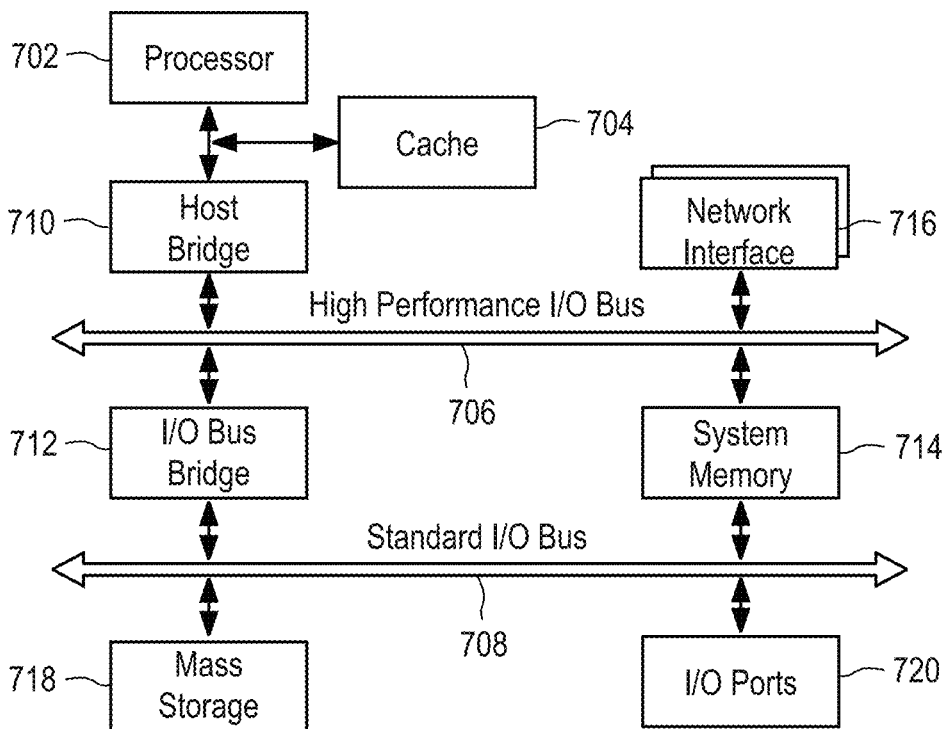 702
Processor
Cache
704
710
Host
Bridge
Network
Interface
716
High Performance I/O Bus
706
712
I/O Bus
Bridge
System
Memory
714
Standard I/O Bus
708
718
Mass
Storage
I/O Ports
720